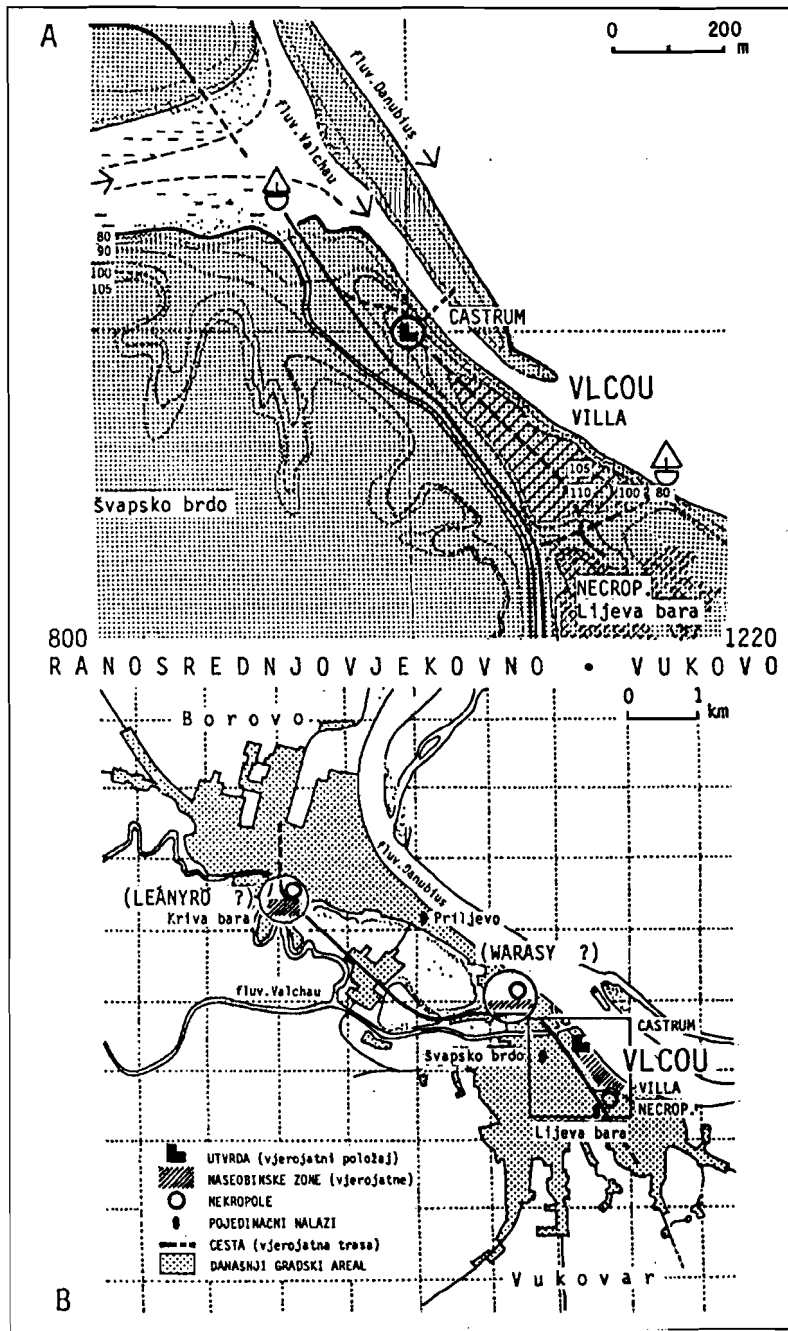 A
0 200
m
fluv.Danubius
fluv.Valchau
80
90
100
105
CASTRUM
VLCOU
VILLA
105
110 100 80
Švapsko brdo
NECROP.
Lijeva bara
800 1220
RANOSREDNJOVJEKOVNO • VUKOVO
0 1
km
Borovo
fluv.Danubius
(LEÁNYRÖ ?)
Kriva bara
Priljevo
(WARASY ?)
fluv.Valchau
CASTRUM
Švapsko brdo
VLCOU
VILLA
NECROP.
Lijeva bara
UTVRDA (vjerojatni položaj)
NASEOBINSKE ZONE (vjerojatne)
NEKROPOLE
POJEDINAČNI NALAZI
CESTA (vjerojatna trasa)
DANAŠNJI GRADSKI AREAL
Vukovar
B